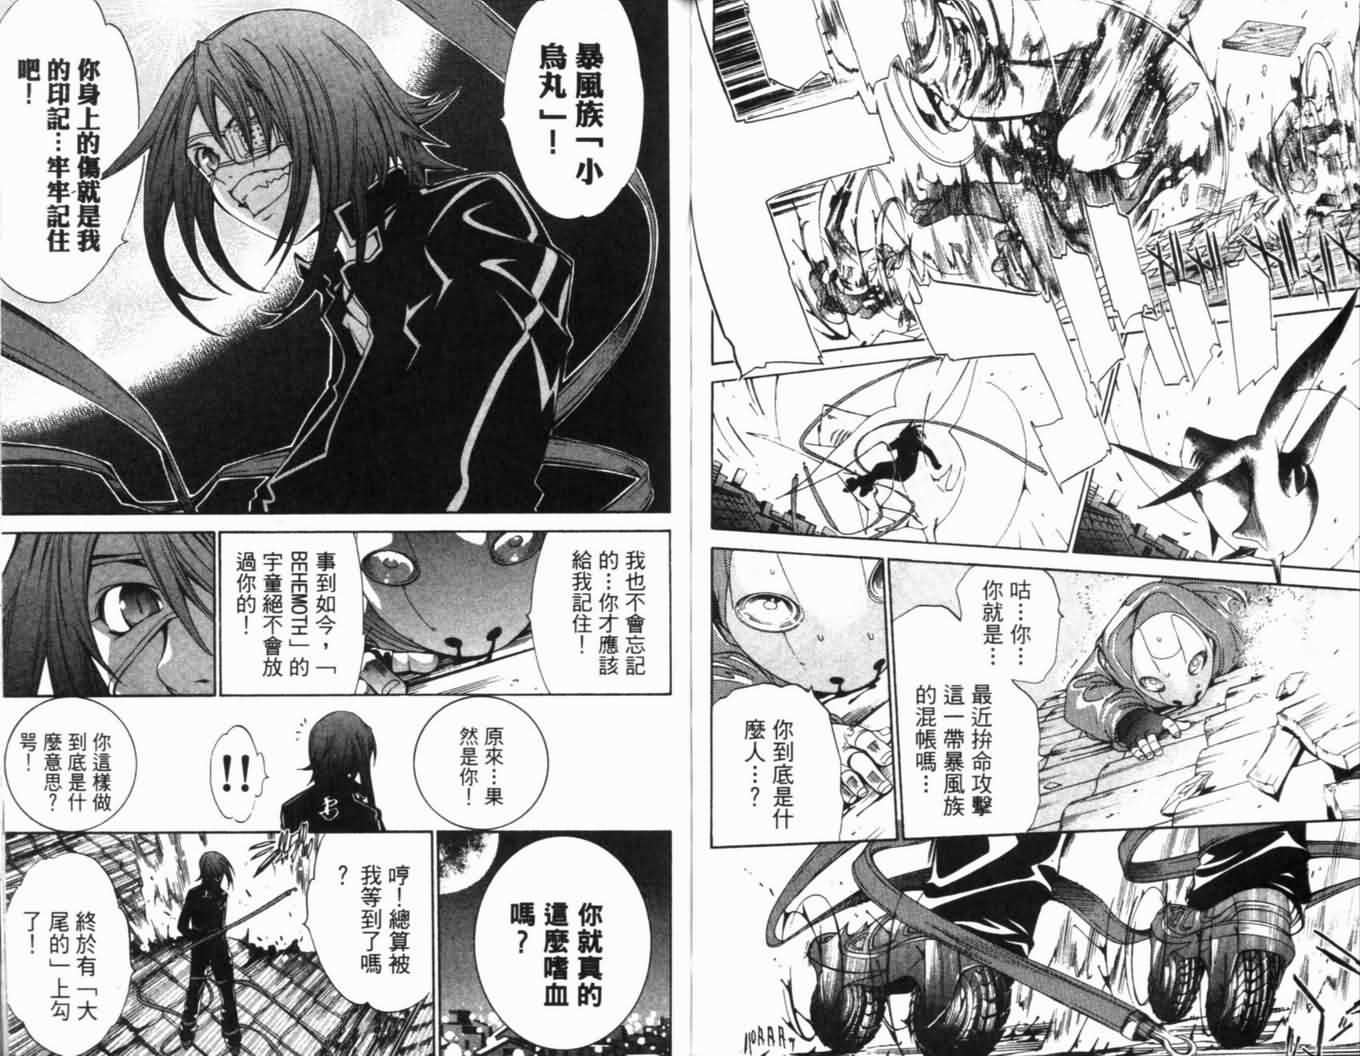 咕…你…
你就是…
最近拚命攻擊
這一帶暴風族
的混帳嗎…
你到底是什
麼人…？
暴風族「小
烏丸」！
你身上的傷就是我
的印記…牢牢記住
吧！
我也不會忘記
的…你才應該
給我記住！
事到如今，「
BEHEMOTH」的
宇童絕不會放
過你的！
原來…果
然是你！
！！
你這樣做
到底是什
麼意思？
咢！
你就真的
這麼嗜血
嗎？
哼！總算被
我等到了嗎
？
終於有「大
尾的」上勾
了！